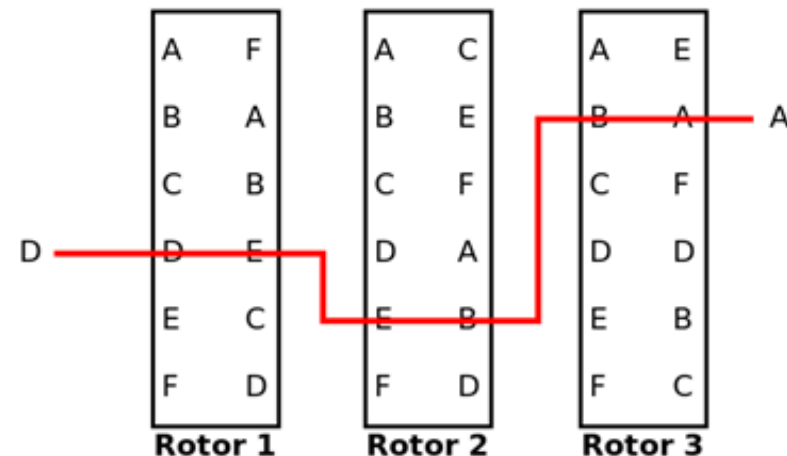 A F A C A E
B A B E B A A
C B C F C F
D D E D A D D
E C E B E B
F D F D F C
Rotor 1 Rotor 2 Rotor 3